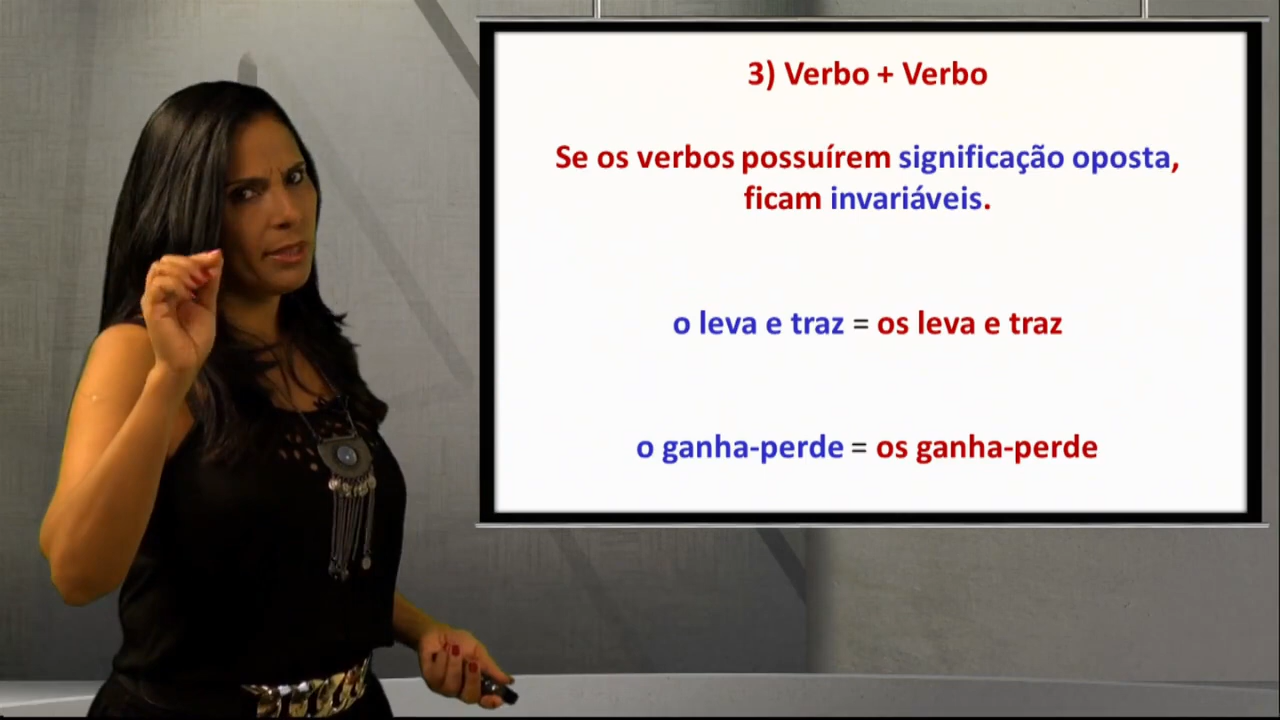 3) Verbo + Verbo
Se os verbos possuírem significação oposta,
ficam invariáveis.
o leva e traz = os leva e traz
o ganha-perde = os ganha-perde